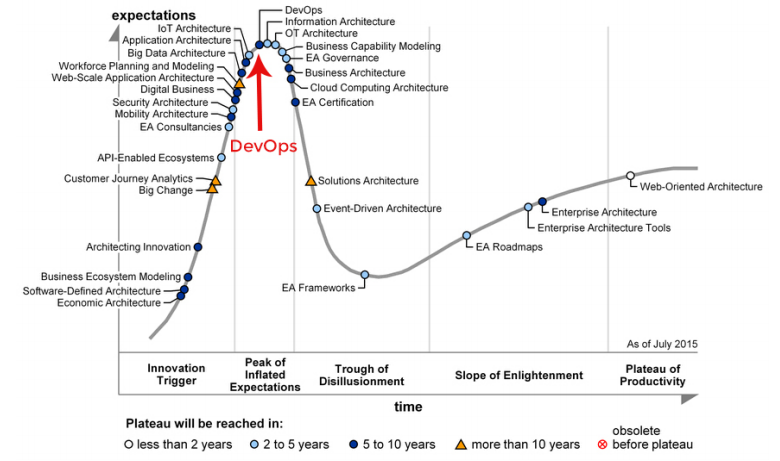 expectations
DevOps
Information Architecture
OT Architecture
IoT Architecture
Application Architecture
Big Data Architecture
Workforce Planning and Modeling
Web-Scale Application Architecture
Digital Business
Security Architecture
Mobility Architecture
EA Consultancies
Business Capability Modeling
EA Governance
Business Architecture
Cloud Computing Architecture
EA Certification
DevOps
API-Enabled Ecosystems
Customer Journey Analytics
Big Change
Solutions Architecture
Event-Driven Architecture
Web-Oriented Architecture
Enterprise Architecture
Enterprise Architecture Tools
EA Roadmaps
Architecting Innovation
Business Ecosystem Modeling
Software-Defined Architecture
Economic Architecture
EA Frameworks
As of July 2015
Innovation
Trigger
Peak of
Inflated
Expectations
Trough of
Disillusionment
Slope of Enlightenment
Plateau of
Productivity
time
Plateau will be reached in:
less than 2 years
2 to 5 years
5 to 10 years
more than 10 years
obsolete
before plateau